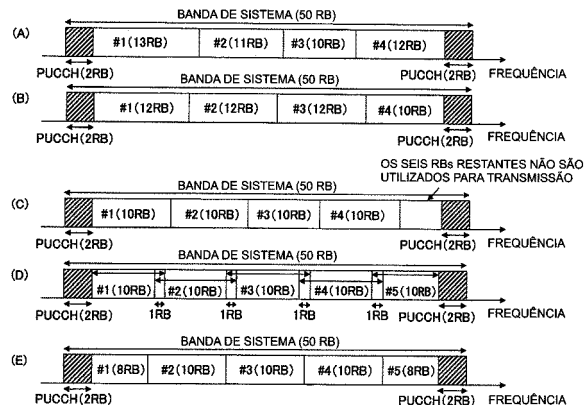 BANDA DE SISTEMA (50 RB)
(A)
#1(13RB) #2(11RB) #3(10RB) #4(12RB)
PUCCH(2RB) PUCCH(2RB) FREQUÊNCIA
BANDA DE SISTEMA (50 RB)
(B)
#1(12RB) #2(12RB) #3(12RB) #4(10RB)
PUCCH(2RB) PUCCH(2RB) FREQUÊNCIA
OS SEIS RBs RESTANTES NÃO SÃO
UTILIZADOS PARA TRANSMISSÃO
BANDA DE SISTEMA (50 RB)
(C)
#1(10RB) #2(10RB) #3(10RB) #4(10RB)
PUCCH(2RB) PUCCH(2RB) FREQUÊNCIA
BANDA DE SISTEMA (50 RB)
(D)
#1(10RB) #2(10RB) #3(10RB) #4(10RB) #5(10RB)
PUCCH(2RB) 1RB 1RB 1RB 1RB PUCCH(2RB) FREQUÊNCIA
BANDA DE SISTEMA (50 RB)
(E)
#1(8RB) #2(10RB) #3(10RB) #4(10RB) #5(8RB)
PUCCH(2RB) PUCCH(2RB) FREQUÊNCIA